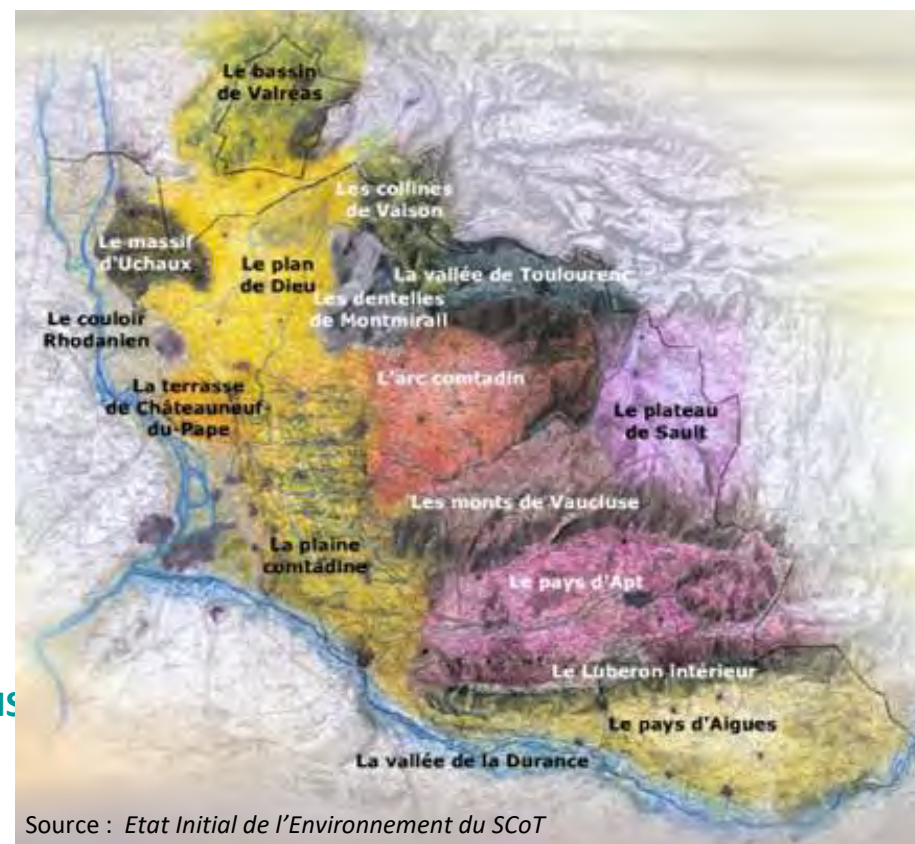 Le bassin
de Valréas
Les collines
de Vaison
Le massif
d'Uchaux
Le plan
de Dieu
La vallée de Toulourenc
Les dentelles
de Montmirail
Le couloir
Rhodanien
L'arc comtadin
La terrasse
de Châteauneuf-
du-Pape
Le plateau
de Sault
Les monts de Vaucluse
La plaine
comtadine
Le pays d'Apt
Le Luberon intérieur
Le pays d'Aigues
La vallée de la Durance
Source : Etat Initial de l'Environnement du SCoT